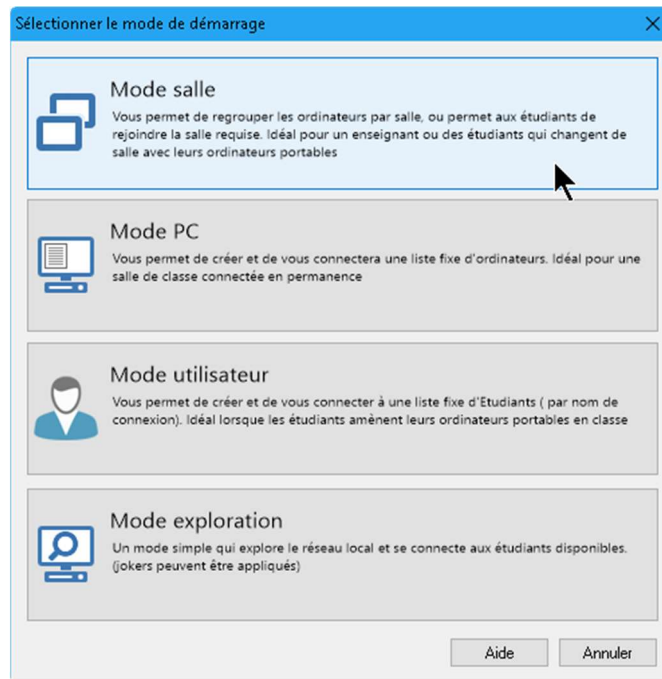 Sélectionner le mode de démarrage
Mode salle
Vous permet de regrouper les ordinateurs par salle, ou permet aux étudiants de
rejoindre la salle requise. Idéal pour un enseignant ou des étudiants qui changent de
salle avec leurs ordinateurs portables
Mode PC
Vous permet de créer et de vous connectera une liste fixe d'ordinateurs. Idéal pour une
salle de classe connectée en permanence
Mode utilisateur
Vous permet de créer et de vous connecter à une liste fixe d'Etudiants ( par nom de
connexion). Idéal lorsque les étudiants amènent leurs ordinateurs portables en classe
Mode exploration
Un mode simple qui explore le réseau local et se connecte aux étudiants disponibles.
(jokers peuvent être appliqués)
Aide
Annuler